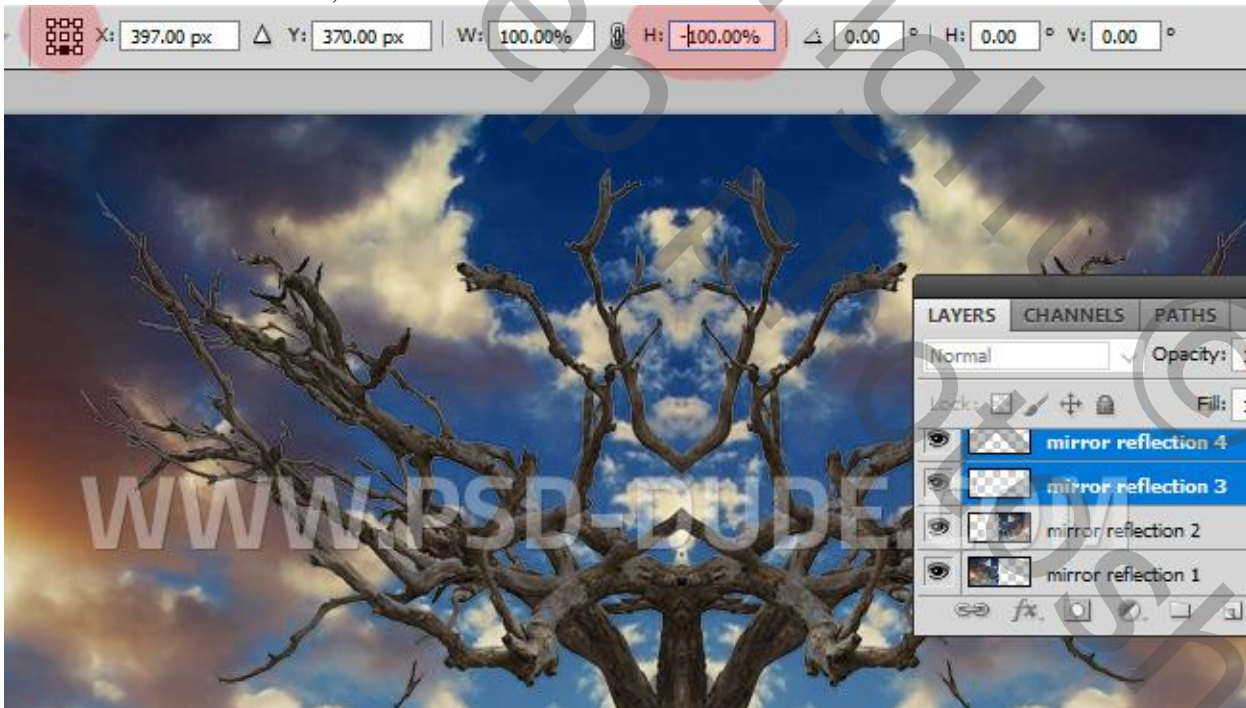 X: 397.00 px Y: 370.00 px W: 100.00% H: -100.00% 0.00 ° H: 0.00 ° V: 0.00 °
LAYERS CHANNELS PATHS
Normal Opacity:
Lock: Fill:
mirror reflection 4
mirror reflection 3
mirror reflection 2
mirror reflection 1
WWW.PSD-DUDE.COM